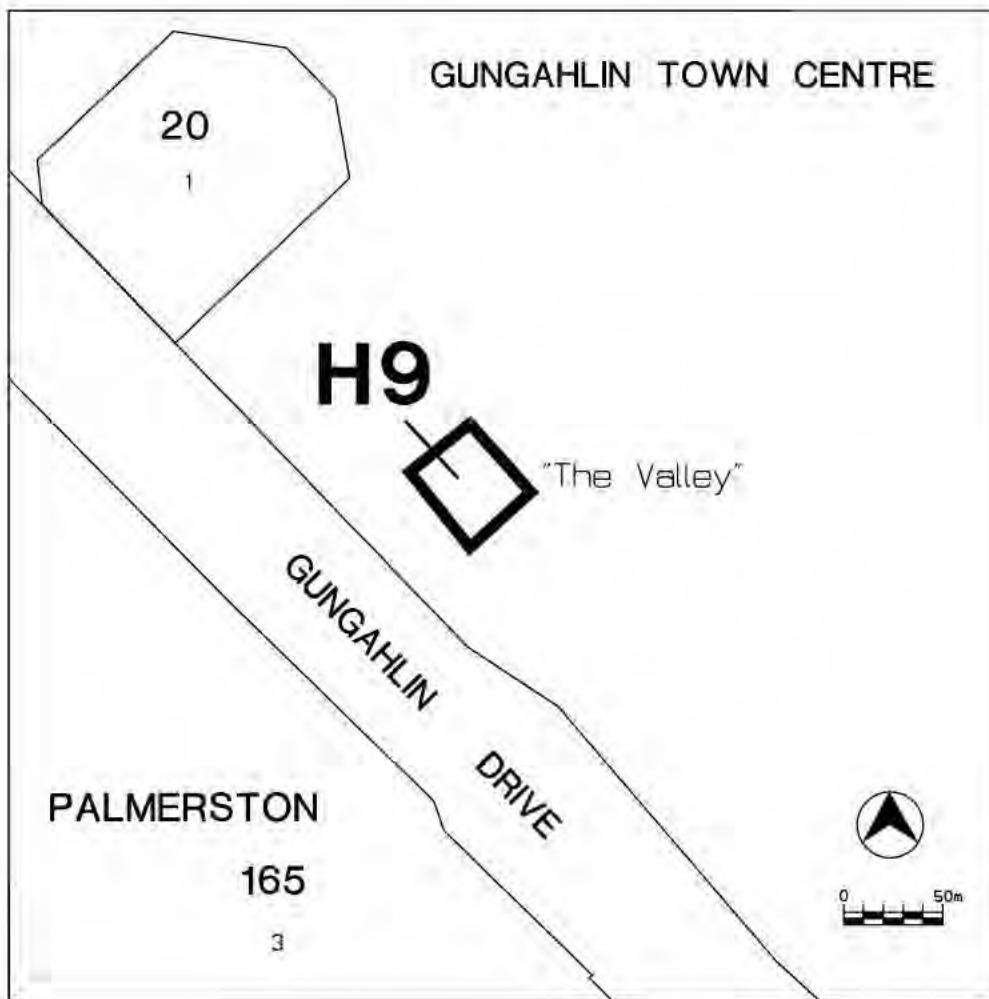 GUNGAHLIN TOWN CENTRE
20
1
H9
"The Valley"
GUNGAHLIN DRIVE
PALMERSTON
165
3
0 50m